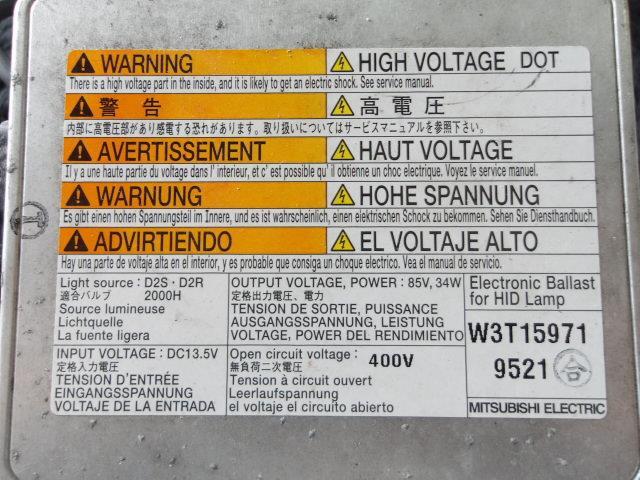 WARNING HIGH VOLTAGE DOT
There is a high voltage part in the inside, and it is likely to get an electric shock. See service manual.
警告 高電圧
内部に高電圧部があり感電する恐れがあります。取り扱いについてはサービスマニュアルを参照下さい。
AVERTISSEMENT HAUT VOLTAGE
Il y a une haute partie du voltage dans l' interieur, et c' est possible qu' il obtienne un choc electrique. Voyez le service manuel.
WARNUNG HOHE SPANNUNG
Es gibt einen hohen Spannungsteil im Innere, und es ist wahrscheinlich, einen elektrischen Schock zu bekommen. Sehen Sie Diensthandbuch.
ADVIRTIENDO EL VOLTAJE ALTO
Hay una parte de voltaje alta en el interior, y es probable que consigan un choque electrico. Vea el manual de servicio.
Light source : D2S・D2R
適合バルブ 2000H
Source lumineuse
Lichtquelle
La fuente ligera
OUTPUT VOLTAGE, POWER : 85V, 34W
定格出力電圧、電力
TENSION DE SORTIE, PUISSANCE
AUSGANGSSPANNUNG, LEISTUNG
VOLTAGE, POWER DEL RENDIMIENTO
Electronic Ballast
for HID Lamp
W3T15971
9521 合
MITSUBISHI ELECTRIC
INPUT VOLTAGE : DC13.5V
定格入力電圧
TENSION D'ENTRÉE
EINGANGSSPANNUNG
VOLTAJE DE LA ENTRADA
Open circuit voltage : 400V
無負荷二次電圧
Tension à circuit ouvert
Leerlaufspannung
el voltaje el circuito abierto